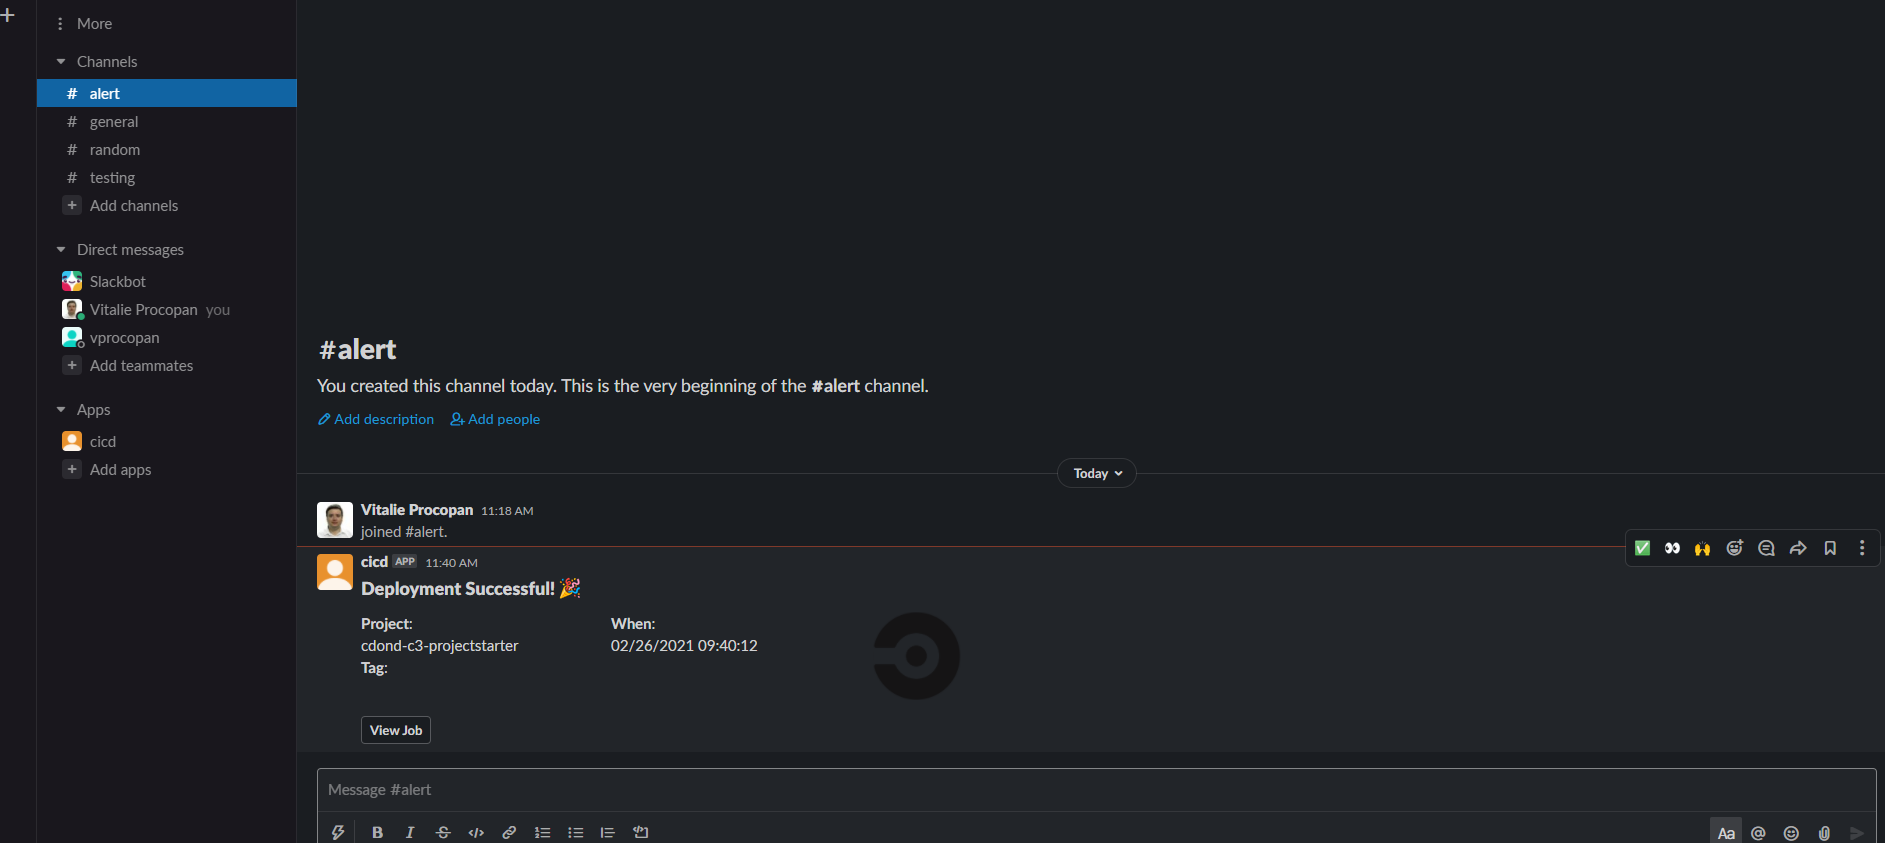 More
Channels
# alert
# general
# random
# testing
+ Add channels
Direct messages
Slackbot
Vitalie Procopan you
vprocopan
+ Add teammates
Apps
cicd
+ Add apps
#alert
You created this channel today. This is the very beginning of the #alert channel.
Add description Add people
Today
Vitalie Procopan 11:18 AM
joined #alert.
cicd APP 11:40 AM
Deployment Successful! 🎉
Project: When:
cdond-c3-projectstarter 02/26/2021 09:40:12
Tag:
View Job
Message #alert
B I S </> Aa @